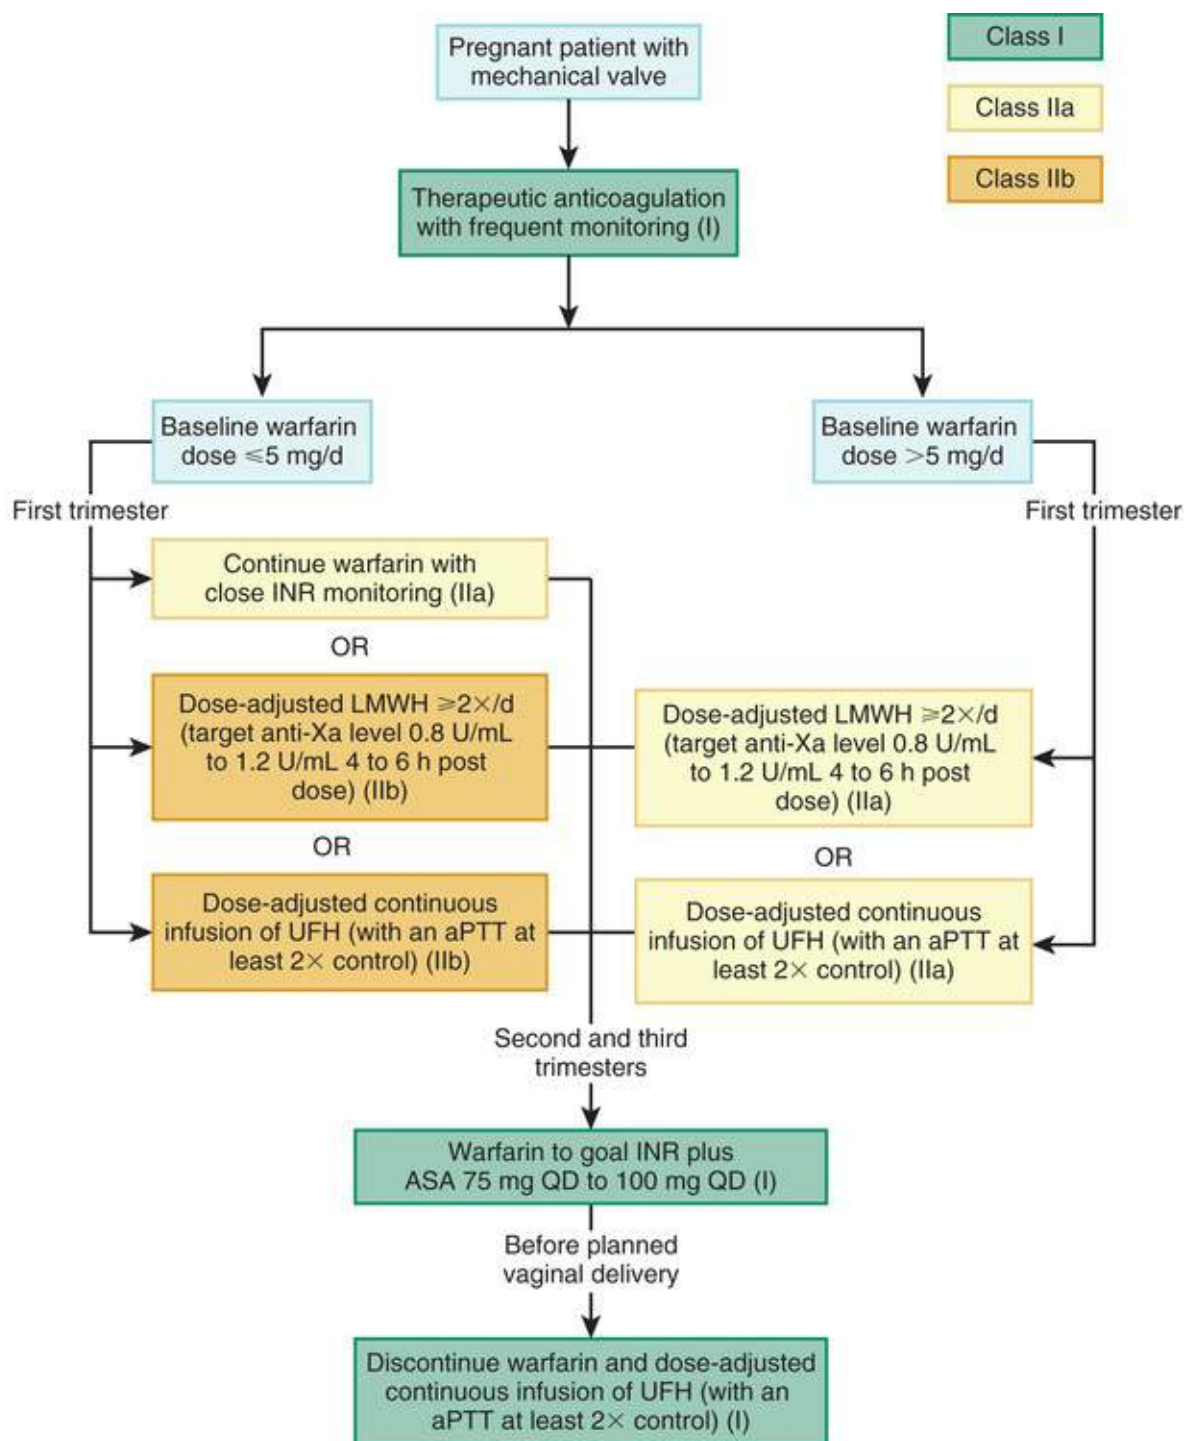 Pregnant patient with
mechanical valve
Class I
Class IIa
Class IIb
Therapeutic anticoagulation
with frequent monitoring (I)
Baseline warfarin
dose ≤5 mg/d
Baseline warfarin
dose >5 mg/d
First trimester
First trimester
Continue warfarin with
close INR monitoring (IIa)
OR
Dose-adjusted LMWH ≥2×/d
(target anti-Xa level 0.8 U/mL
to 1.2 U/mL 4 to 6 h post
dose) (IIb)
Dose-adjusted LMWH ≥2×/d
(target anti-Xa level 0.8 U/mL
to 1.2 U/mL 4 to 6 h post
dose) (IIa)
OR
OR
Dose-adjusted continuous
infusion of UFH (with an aPTT at
least 2× control) (IIb)
Dose-adjusted continuous
infusion of UFH (with an aPTT at
least 2× control) (IIa)
Second and third
trimesters
Warfarin to goal INR plus
ASA 75 mg QD to 100 mg QD (I)
Before planned
vaginal delivery
Discontinue warfarin and dose-adjusted
continuous infusion of UFH (with an
aPTT at least 2× control) (I)